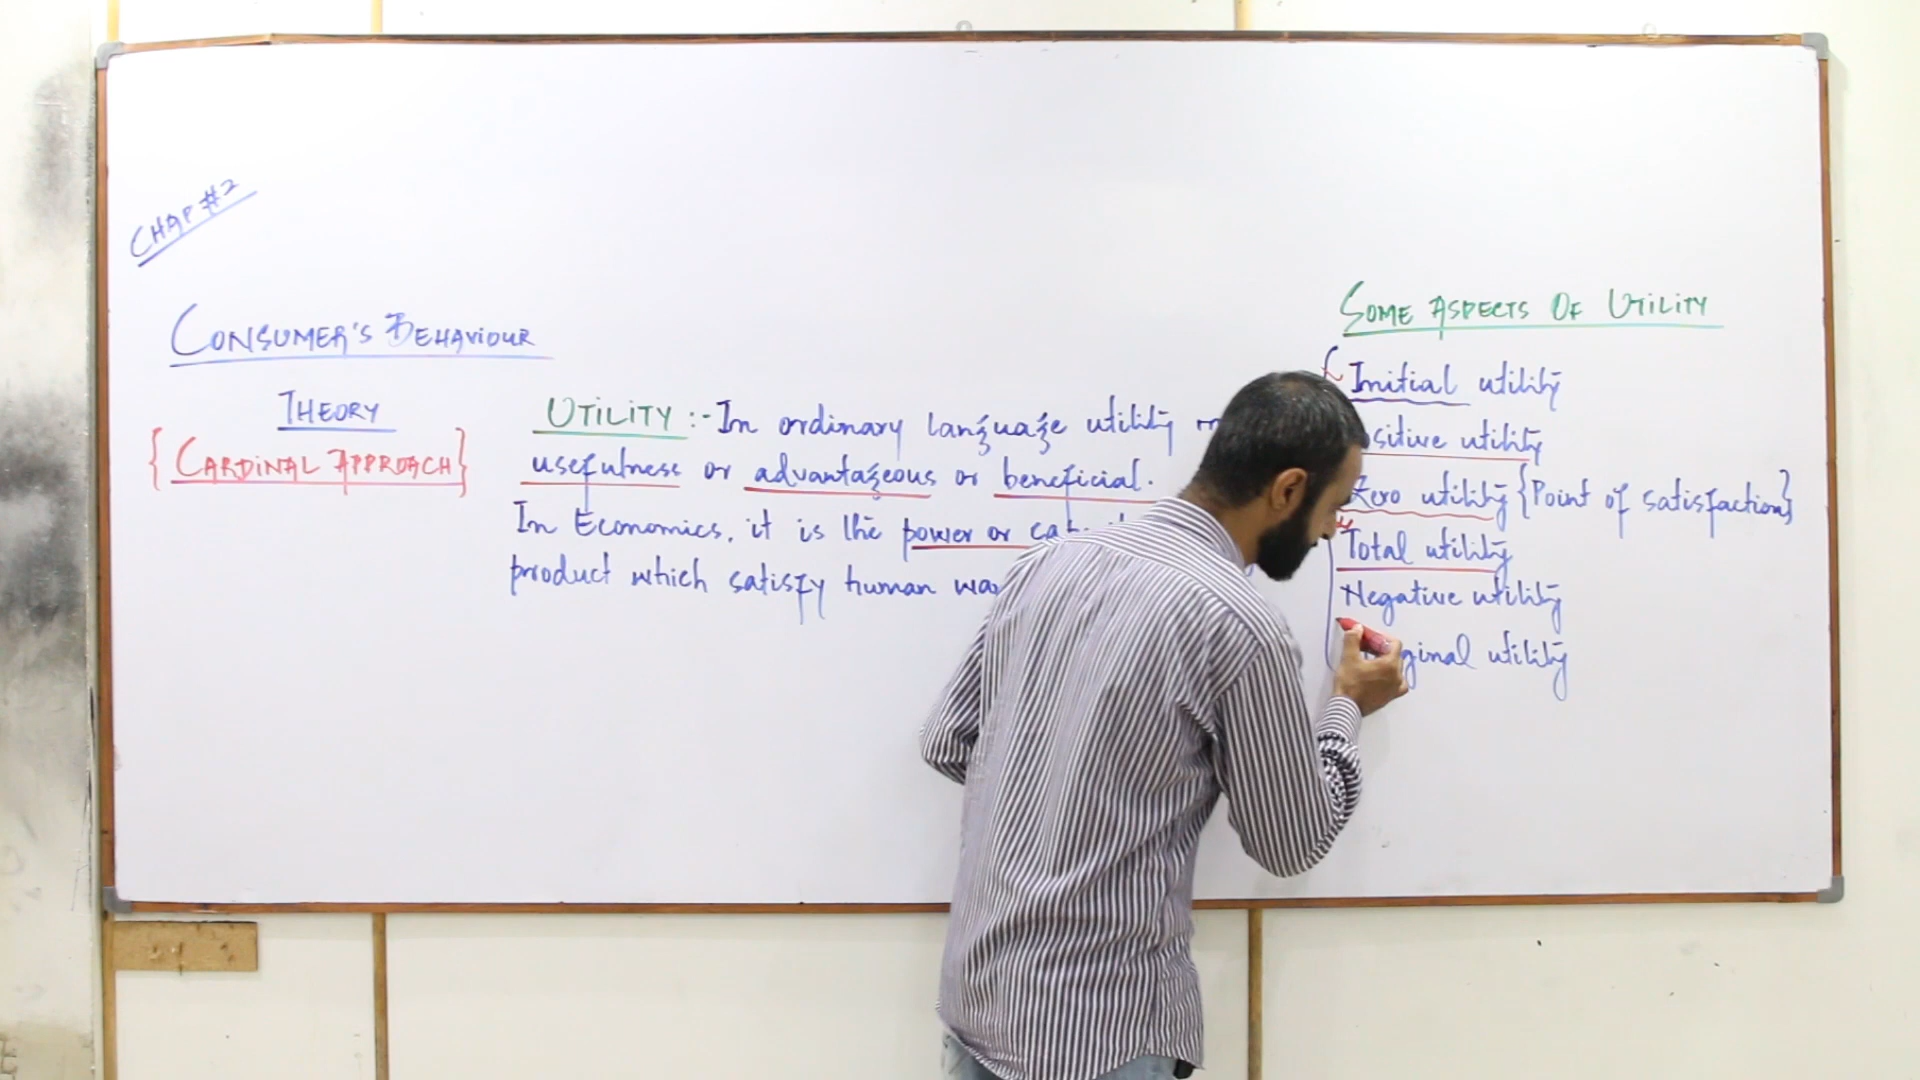 CHAP #2
CONSUMER'S BEHAVIOUR
THEORY
{CARDINAL APPROACH}
UTILITY :- In ordinary language utility
usefulness or advantageous or beneficial.
In Economics, it is the power or
product which satisfy human
SOME ASPECTS OF UTILITY
Initial utility
utility
Zero utility {Point of satisfaction}
Total utility
Negative utility
utility